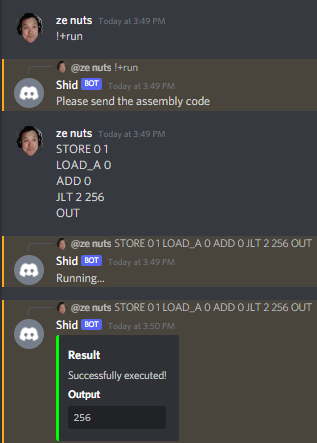 ze nuts Today at 3:49 PM
!+run
@ze nuts !+run
Shid BOT Today at 3:49 PM
Please send the assembly code
ze nuts Today at 3:49 PM
STORE 0 1
LOAD_A 0
ADD 0
JLT 2 256
OUT
@ze nuts STORE 0 1 LOAD_A 0 ADD 0 JLT 2 256 OUT
Shid BOT Today at 3:49 PM
Running...
@ze nuts STORE 0 1 LOAD_A 0 ADD 0 JLT 2 256 OUT
Shid BOT Today at 3:50 PM
Result
Successfully executed!
Output
256